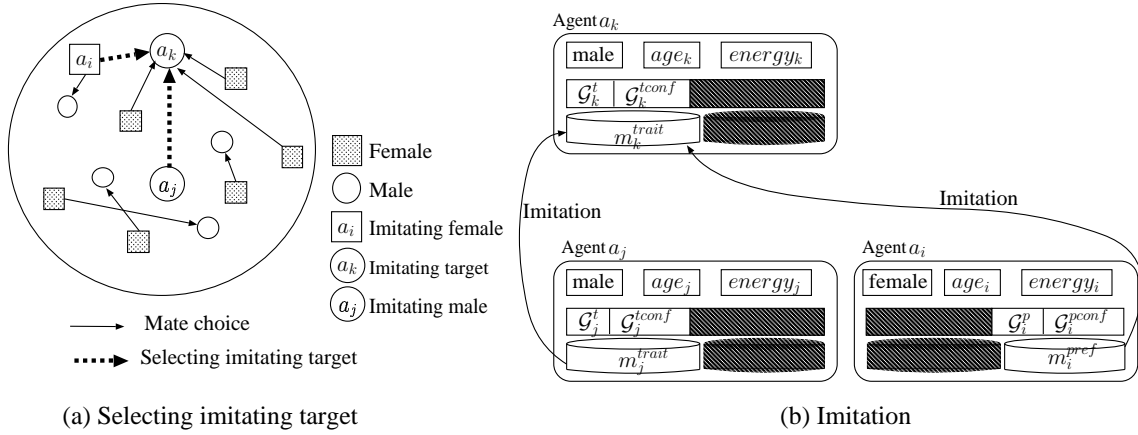 a_i
a_k
a_j
Female
Male
a_i Imitating female
a_k Imitating target
a_j Imitating male
Mate choice
Selecting imitating target
(a) Selecting imitating target
Agent a_k
male age_k energy_k
G_k^t G_k^{tconf}
m_k^{trait}
Imitation
Imitation
Agent a_j
male age_j energy_j
G_j^t G_j^{tconf}
m_j^{trait}
Agent a_i
female age_i energy_i
G_i^p G_i^{pconf}
m_i^{pref}
(b) Imitation